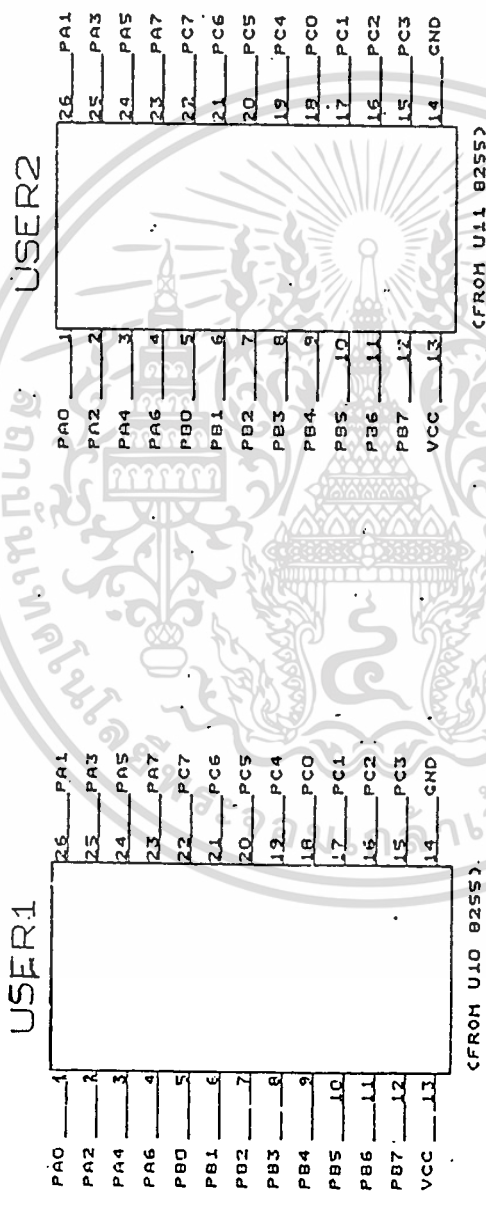 USER1
PA0 1 26 PA1
PA2 2 25 PA3
PA4 3 24 PA5
PA6 4 23 PA7
PB0 5 22 PC7
PB1 6 21 PC6
PB2 7 20 PC5
PB3 8 19 PC4
PB4 9 18 PC0
PB5 10 17 PC1
PB6 11 16 PC2
PB7 12 15 PC3
VCC 13 14 GND
(FROM U10 8255)
USER2
PA0 1 26 PA1
PA2 2 25 PA3
PA4 3 24 PA5
PA6 4 23 PA7
PB0 5 22 PC7
PB1 6 21 PC6
PB2 7 20 PC5
PB3 8 19 PC4
PB4 9 18 PC0
PB5 10 17 PC1
PB6 11 16 PC2
PB7 12 15 PC3
VCC 13 14 GND
(FROM U11 8255)